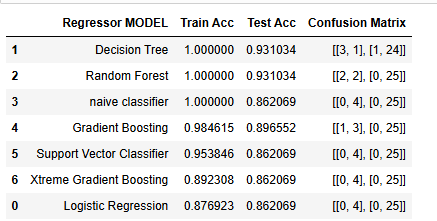 Regressor MODEL Train Acc Test Acc Confusion Matrix
1 Decision Tree 1.000000 0.931034 [[3, 1], [1, 24]]
2 Random Forest 1.000000 0.931034 [[2, 2], [0, 25]]
3 naive classifier 1.000000 0.862069 [[0, 4], [0, 25]]
4 Gradient Boosting 0.984615 0.896552 [[1, 3], [0, 25]]
5 Support Vector Classifier 0.953846 0.862069 [[0, 4], [0, 25]]
6 Xtreme Gradient Boosting 0.892308 0.862069 [[0, 4], [0, 25]]
0 Logistic Regression 0.876923 0.862069 [[0, 4], [0, 25]]